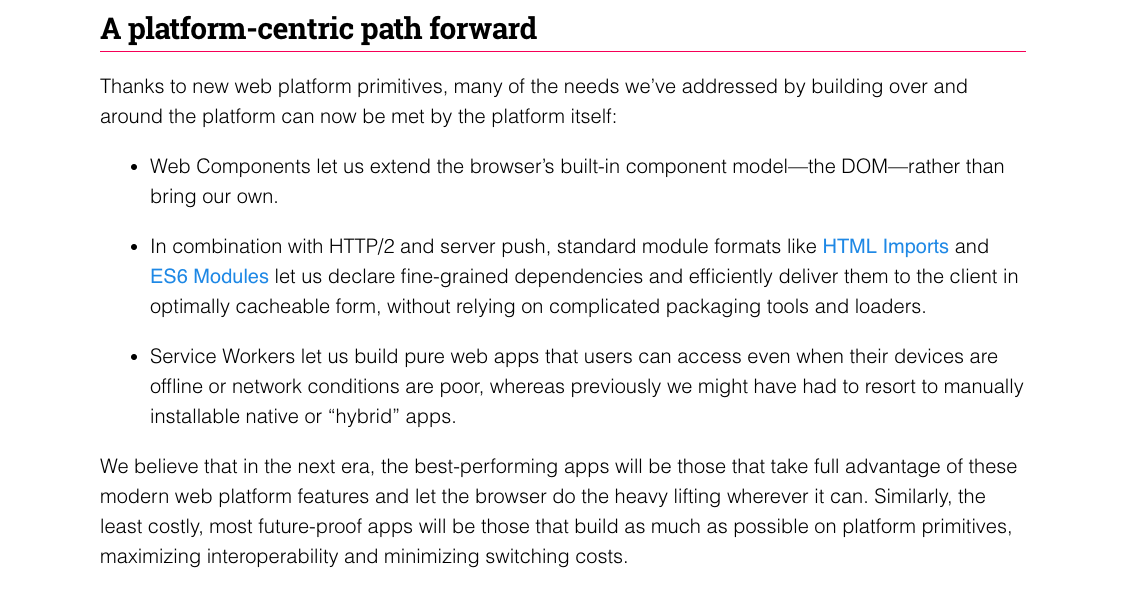 A platform-centric path forward
Thanks to new web platform primitives, many of the needs we’ve addressed by building over and
around the platform can now be met by the platform itself:
• Web Components let us extend the browser’s built-in component model—the DOM—rather than
bring our own.
• In combination with HTTP/2 and server push, standard module formats like HTML Imports and
ES6 Modules let us declare fine-grained dependencies and efficiently deliver them to the client in
optimally cacheable form, without relying on complicated packaging tools and loaders.
• Service Workers let us build pure web apps that users can access even when their devices are
offline or network conditions are poor, whereas previously we might have had to resort to manually
installable native or “hybrid” apps.
We believe that in the next era, the best-performing apps will be those that take full advantage of these
modern web platform features and let the browser do the heavy lifting wherever it can. Similarly, the
least costly, most future-proof apps will be those that build as much as possible on platform primitives,
maximizing interoperability and minimizing switching costs.